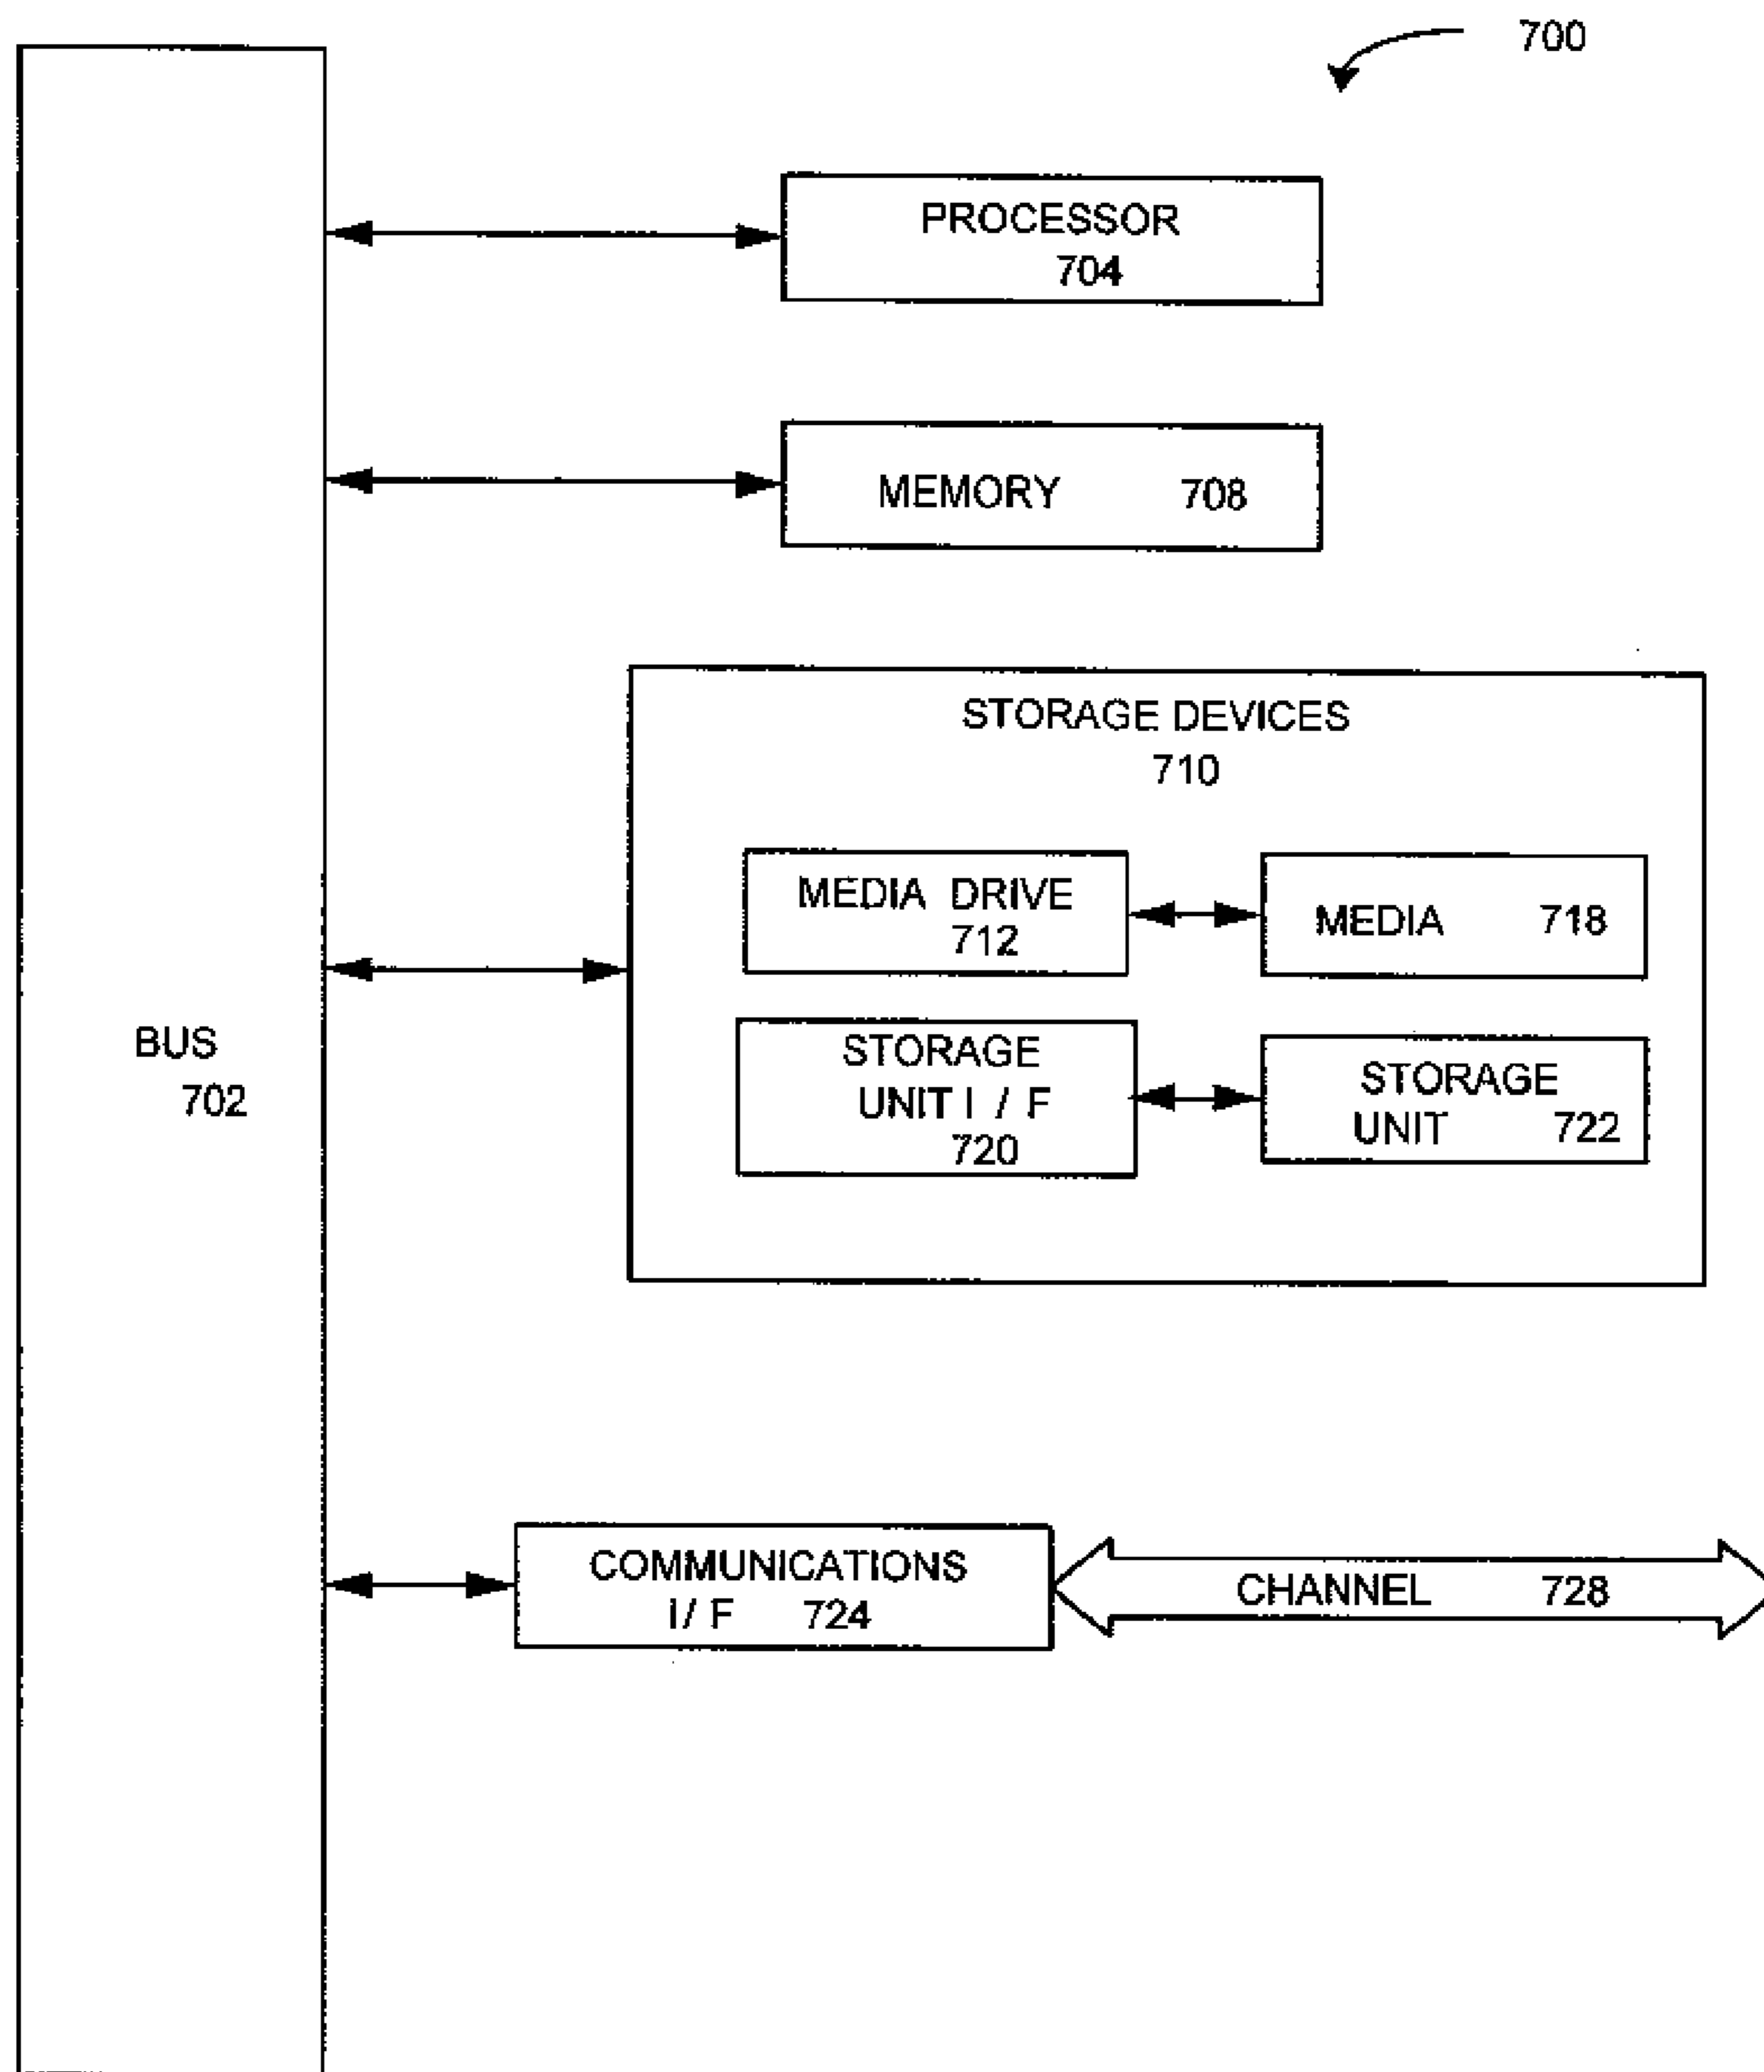 700
PROCESSOR
704
MEMORY 708
STORAGE DEVICES
710
MEDIA DRIVE
712
MEDIA 718
STORAGE
UNIT I / F
720
STORAGE
UNIT 722
BUS
702
COMMUNICATIONS
I/ F 724
CHANNEL 728